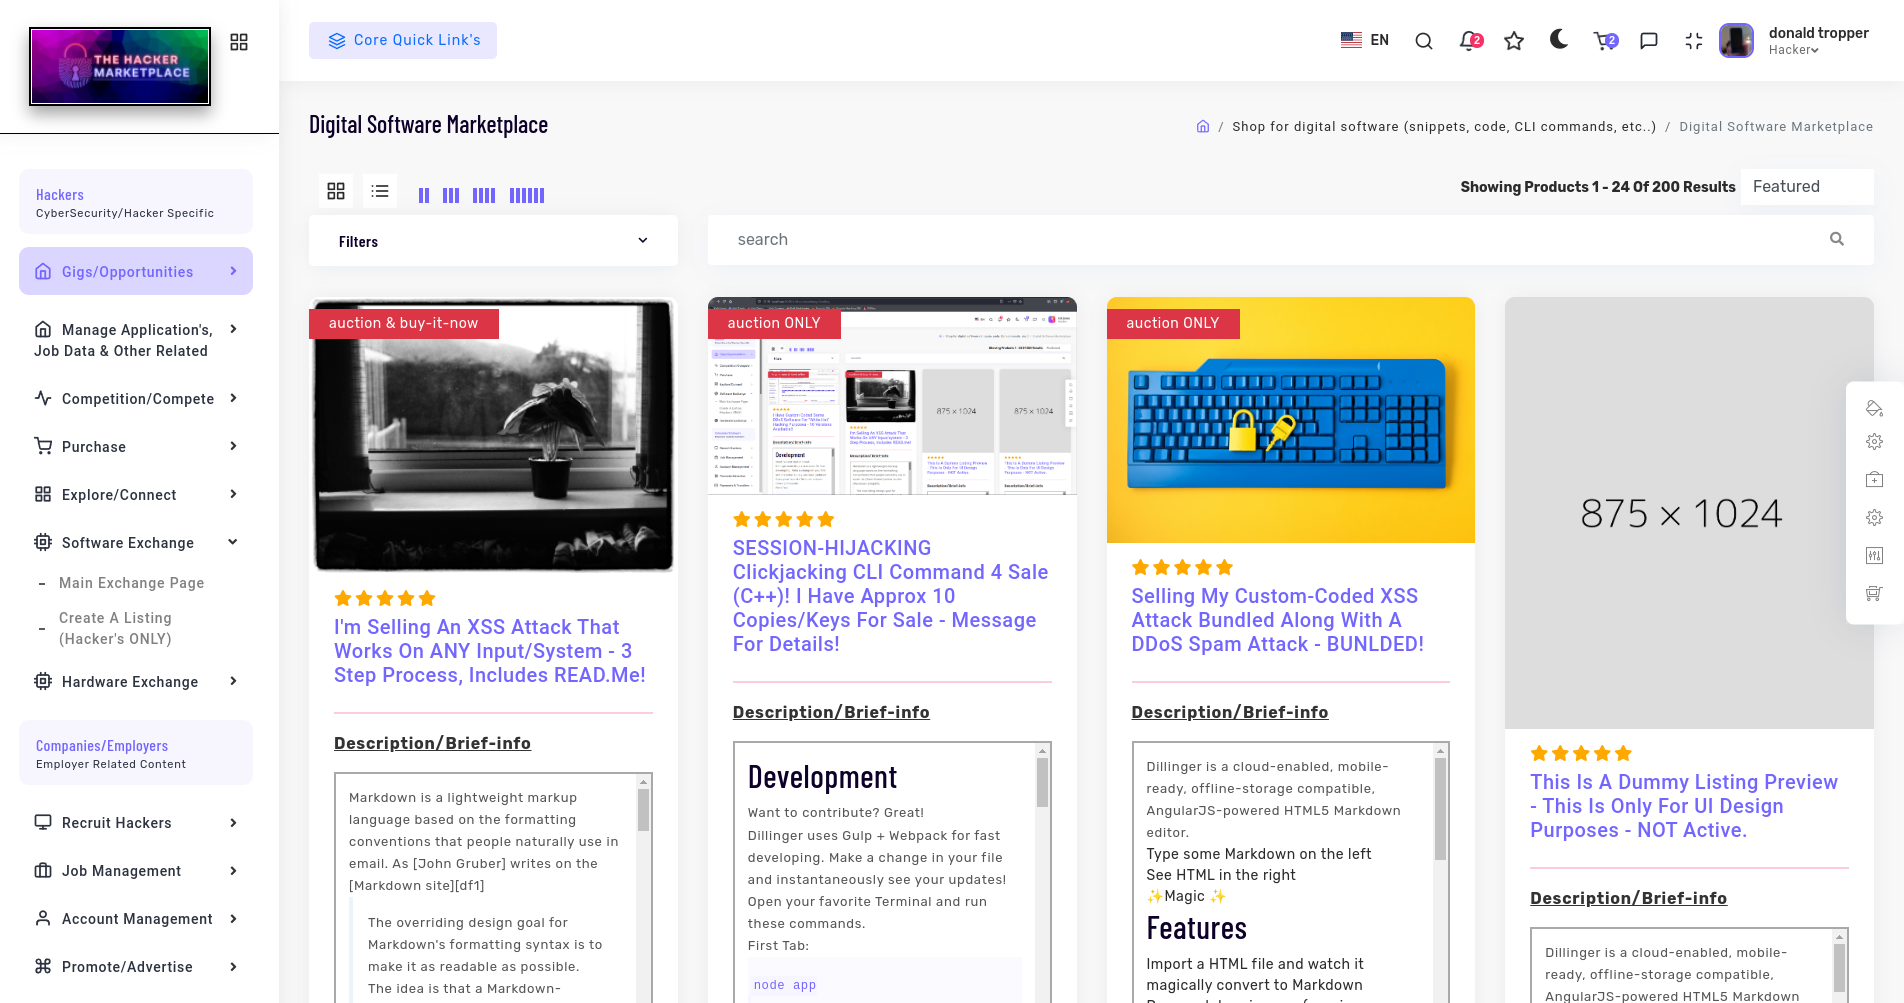 THE HACKER
MARKETPLACE
Core Quick Link's
EN
2
2
donald tropper
Hacker
Digital Software Marketplace
/ Shop for digital software (snippets, code, CLI commands, etc..) / Digital Software Marketplace
Showing Products 1 - 24 Of 200 Results
Featured
Filters
search
Hackers
CyberSecurity/Hacker Specific
Gigs/Opportunities
Manage Application's,
Job Data & Other Related
Competition/Compete
Purchase
Explore/Connect
Software Exchange
- Main Exchange Page
- Create A Listing
(Hacker's ONLY)
Hardware Exchange
Companies/Employers
Employer Related Content
Recruit Hackers
Job Management
Account Management
Promote/Advertise
auction & buy-it-now
I'm Selling An XSS Attack That
Works On ANY Input/System - 3
Step Process, Includes READ.Me!
Description/Brief-info
Markdown is a lightweight markup
language based on the formatting
conventions that people naturally use in
email. As [John Gruber] writes on the
[Markdown site][df1]
The overriding design goal for
Markdown's formatting syntax is to
make it as readable as possible.
The idea is that a Markdown-
auction ONLY
875 × 1024
875 × 1024
SESSION-HIJACKING
Clickjacking CLI Command 4 Sale
(C++)! I Have Approx 10
Copies/Keys For Sale - Message
For Details!
Description/Brief-info
Development
Want to contribute? Great!
Dillinger uses Gulp + Webpack for fast
developing. Make a change in your file
and instantaneously see your updates!
Open your favorite Terminal and run
these commands.
First Tab:
node app
auction ONLY
Selling My Custom-Coded XSS
Attack Bundled Along With A
DDoS Spam Attack - BUNLDED!
Description/Brief-info
Dillinger is a cloud-enabled, mobile-
ready, offline-storage compatible,
AngularJS-powered HTML5 Markdown
editor.
Type some Markdown on the left
See HTML in the right
✨Magic ✨
Features
Import a HTML file and watch it
magically convert to Markdown
875 × 1024
This Is A Dummy Listing Preview
- This Is Only For UI Design
Purposes - NOT Active.
Description/Brief-info
Dillinger is a cloud-enabled, mobile-
ready, offline-storage compatible,
AngularJS-powered HTML5 Markdown